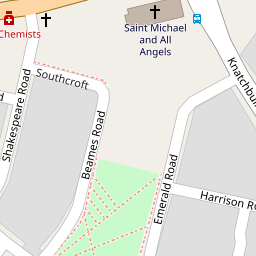 Chemists
Saint Michael
and All
Angels
Southcroft
Shakespeare Road
Beames Road
Knatchbu
Emerald Road
Harrison Ro